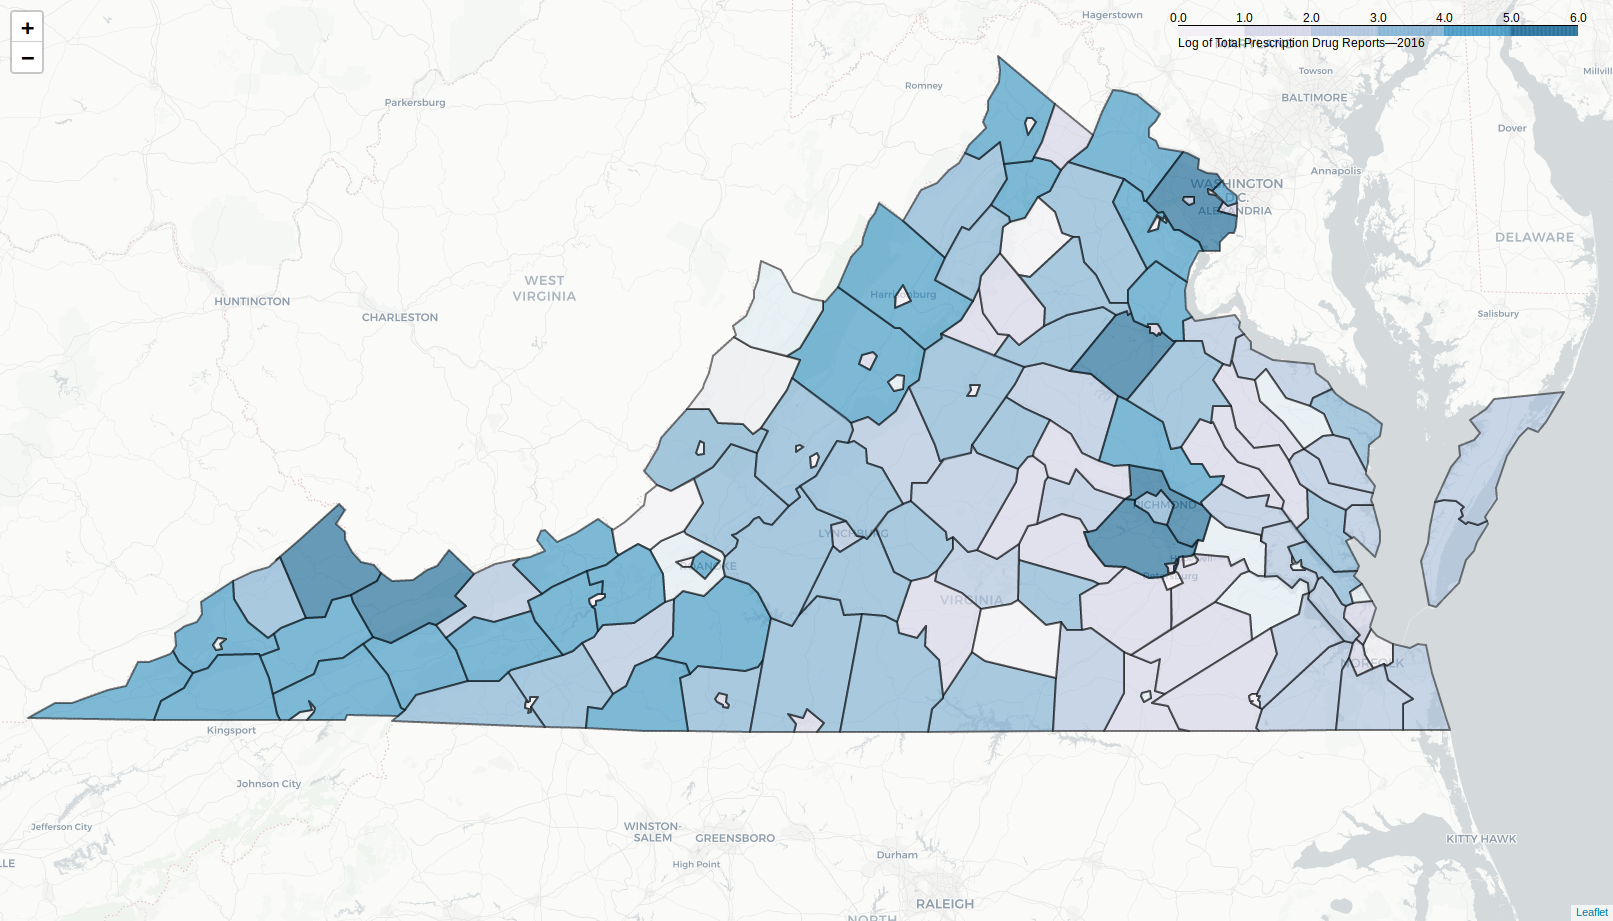 +
−
0.0 1.0 2.0 3.0 4.0 5.0 6.0
Log of Total Prescription Drug Reports—2016
Hagerstown
Towson
Millvill
Romney
BALTIMORE
Parkersburg
Dover
Annapolis
WASHINGTON
D.C.
ALEXANDRIA
DELAWARE
WEST
VIRGINIA
HUNTINGTON
Harrisonburg
CHARLESTON
Salisbury
RICHMOND
LYNCHBURG
ROANOKE
Petersburg
VIRGINIA
NORFOLK
Kingsport
Johnson City
Jefferson City
WINSTON-
SALEM
GREENSBORO
KITTY HAWK
High Point
Durham
LLE
RALEIGH
NORTH
Leaflet